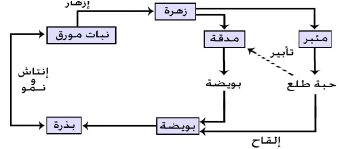 إزهار
زهرة
نبات مورق
مدقة
مئبر
تأبير
إنتاش
و
نمو
بويضة
حبة طلع
بذرة
بويضة
إلقاح